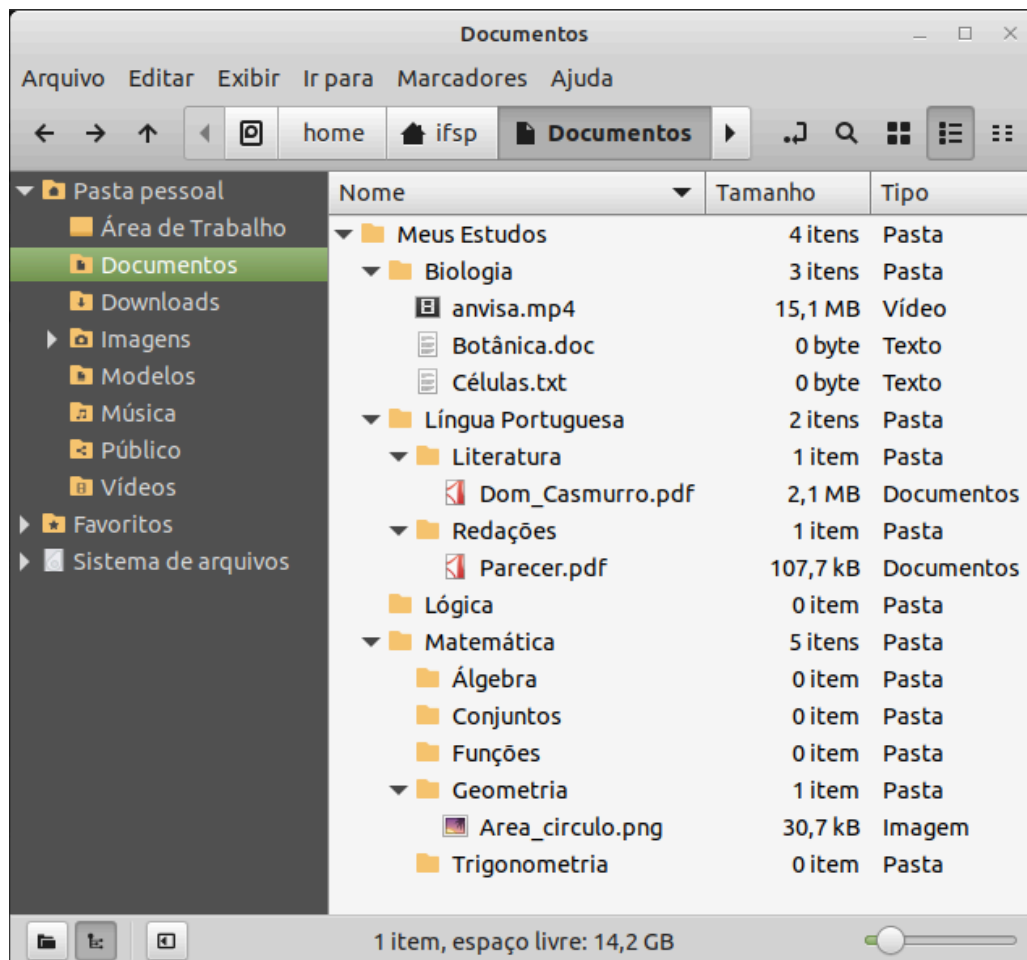 Documentos
Arquivo Editar Exibir Ir para Marcadores Ajuda
home ifsp Documentos
Pasta pessoal
Área de Trabalho
Documentos
Downloads
Imagens
Modelos
Música
Público
Vídeos
Favoritos
Sistema de arquivos
Nome Tamanho Tipo
Meus Estudos 4 itens Pasta
Biologia 3 itens Pasta
anvisa.mp4 15,1 MB Vídeo
Botânica.doc 0 byte Texto
Células.txt 0 byte Texto
Língua Portuguesa 2 itens Pasta
Literatura 1 item Pasta
Dom_Casmurro.pdf 2,1 MB Documentos
Redações 1 item Pasta
Parecer.pdf 107,7 kB Documentos
Lógica 0 item Pasta
Matemática 5 itens Pasta
Álgebra 0 item Pasta
Conjuntos 0 item Pasta
Funções 0 item Pasta
Geometria 1 item Pasta
Area_circulo.png 30,7 kB Imagem
Trigonometria 0 item Pasta
1 item, espaço livre: 14,2 GB